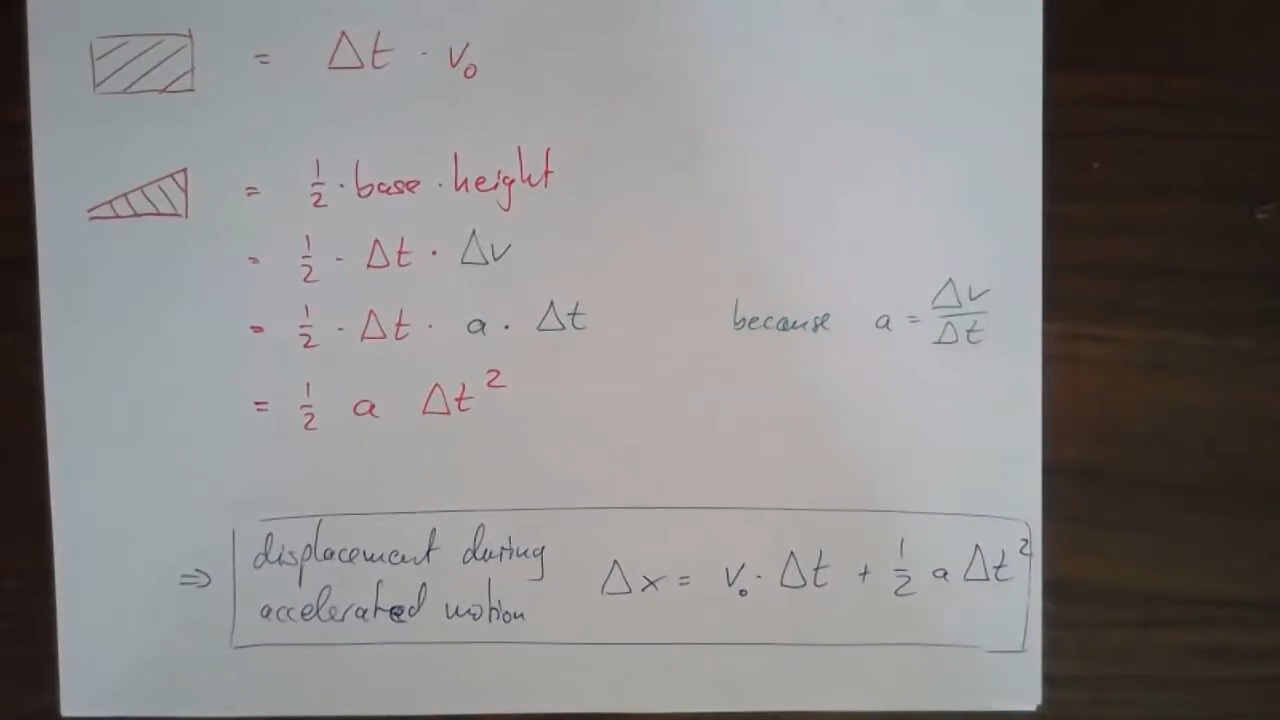 = Δt · v₀
= 1/2 · base · height
= 1/2 · Δt · Δv
= 1/2 · Δt · a · Δt because a = Δv/Δt
= 1/2 a Δt²
⇒ displacement during
accelerated motion Δx = v₀ · Δt + 1/2 a Δt²